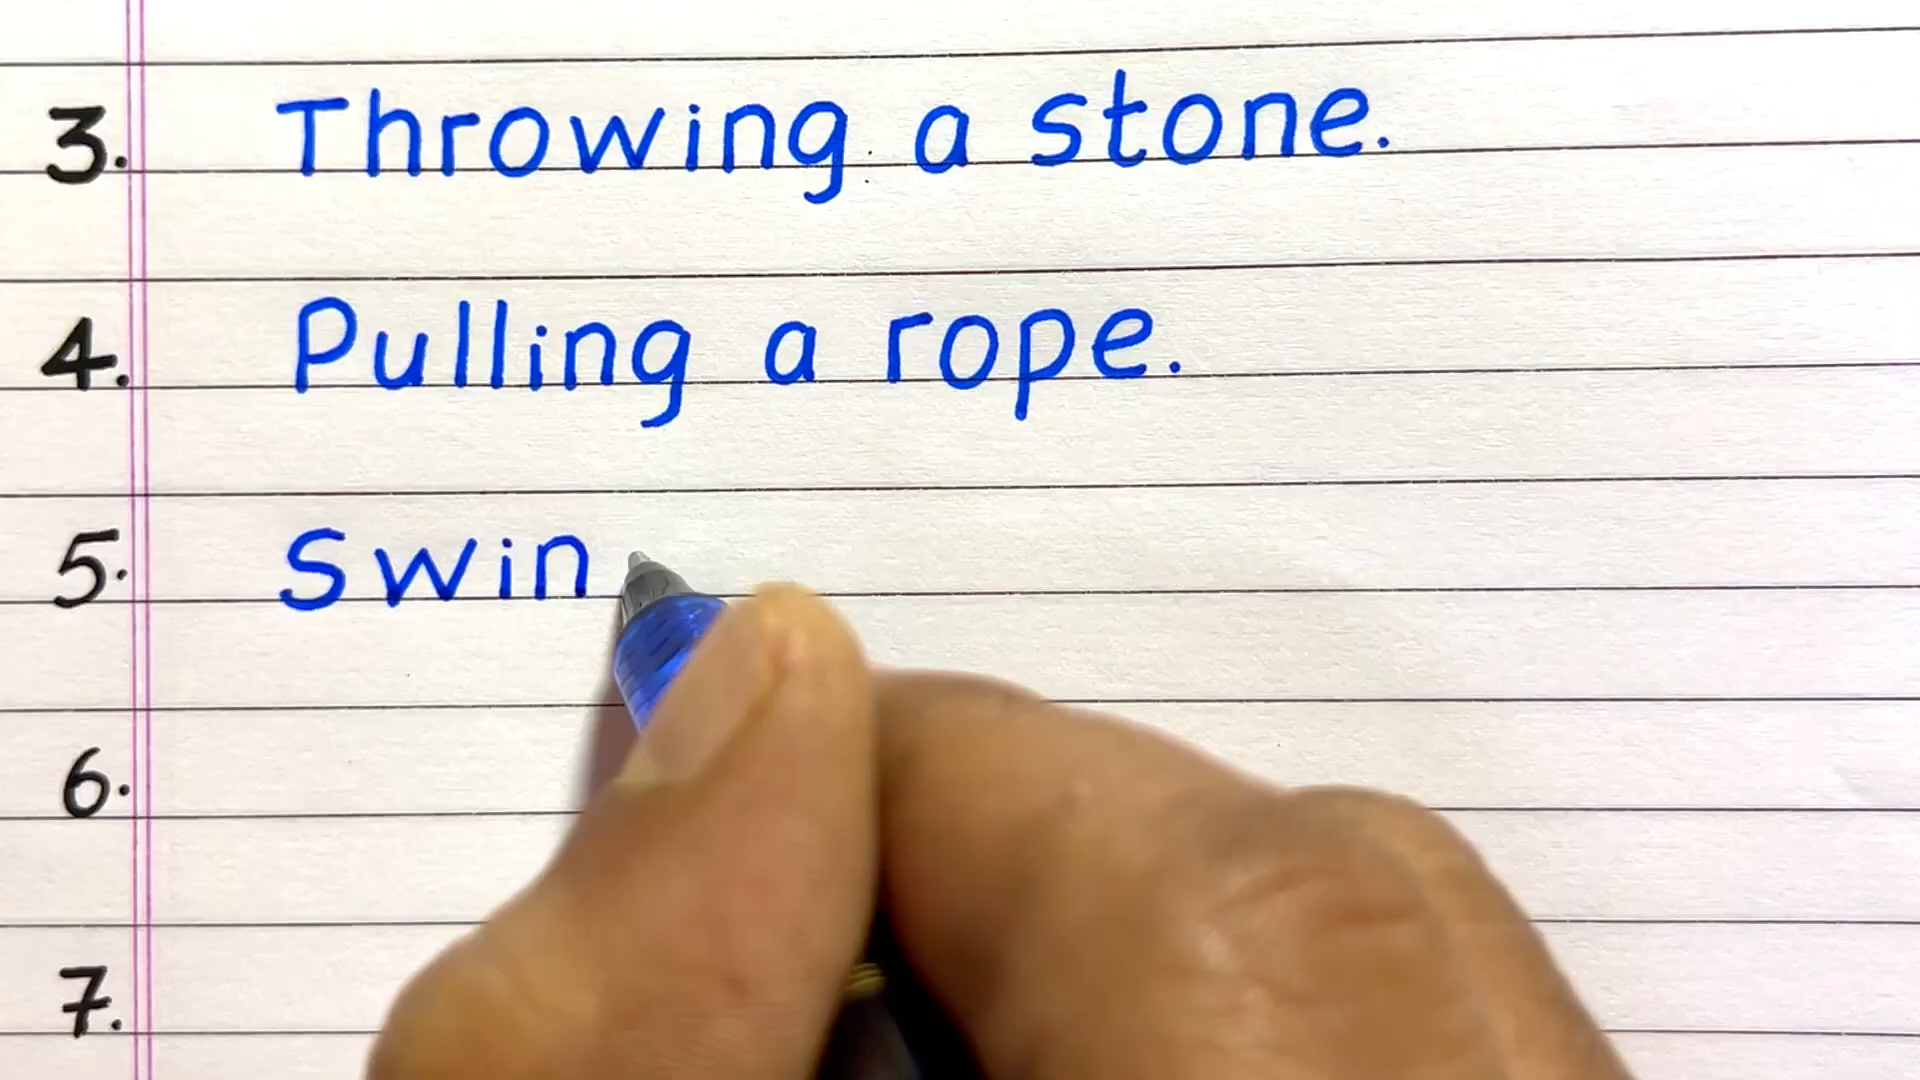 3. Throwing a stone.
4. Pulling a rope.
5. Swin
6.
7.